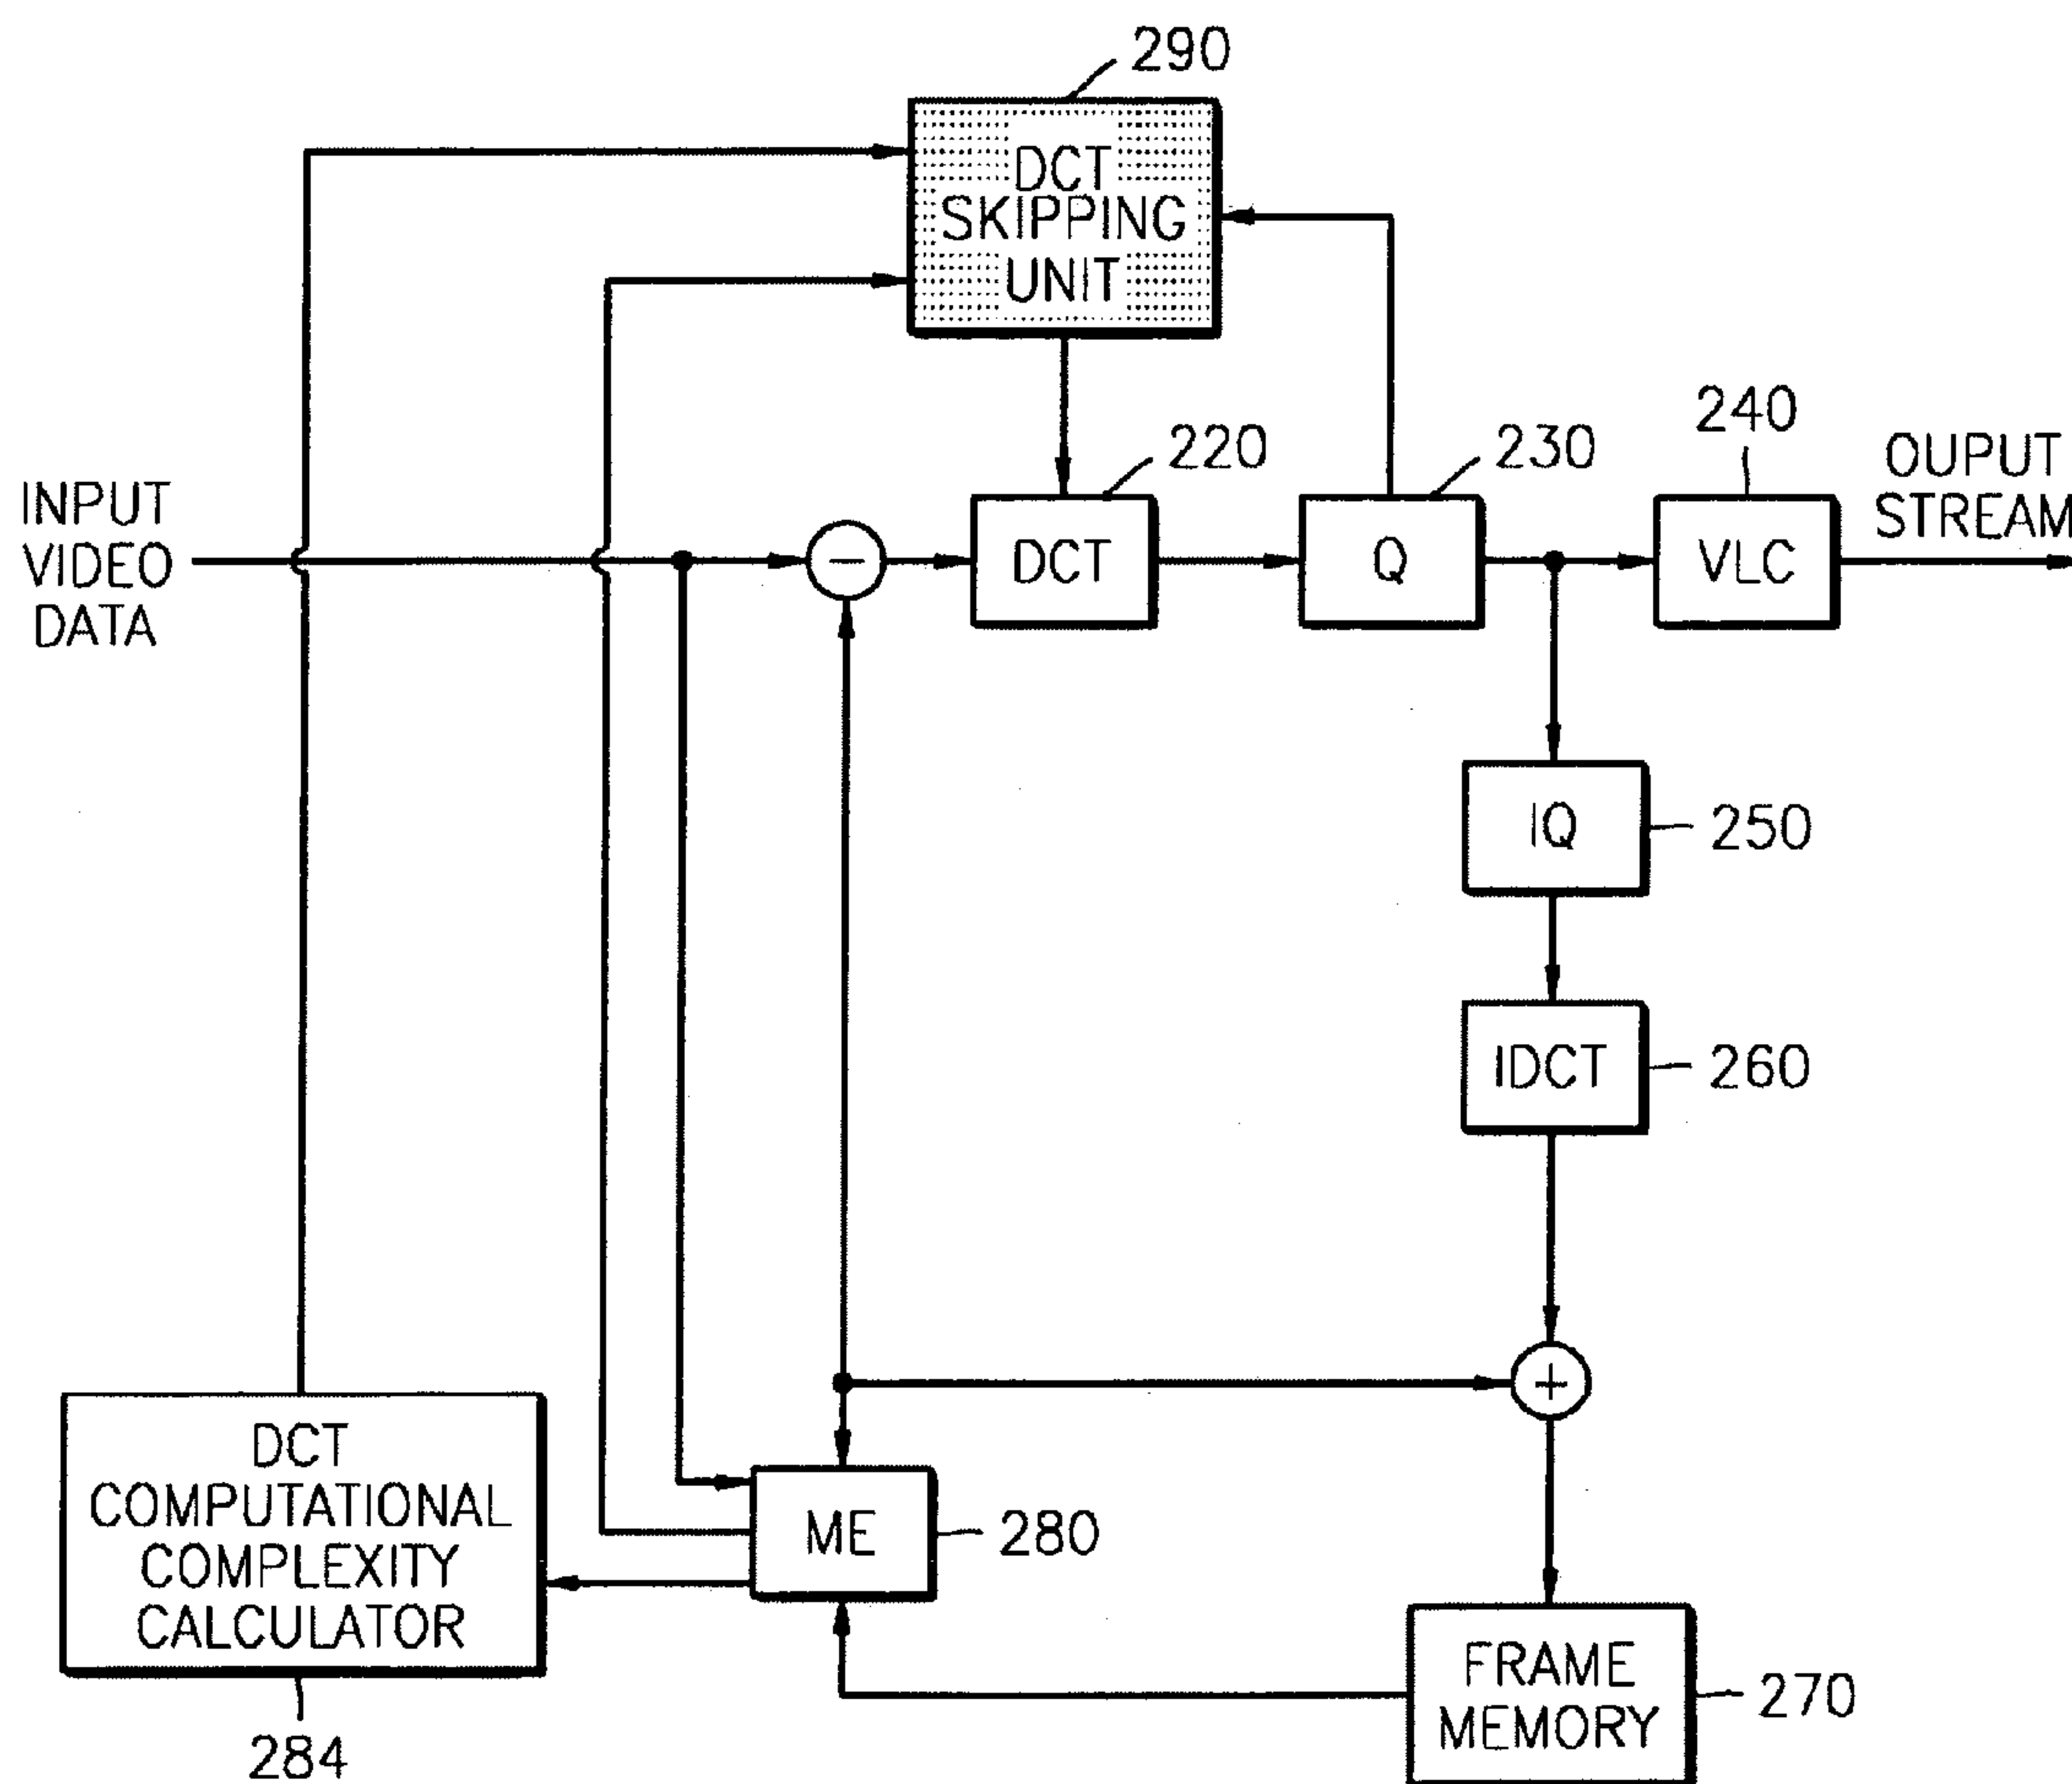 290
DCT
SKIPPING
UNIT
INPUT
VIDEO
DATA
220
DCT
230
Q
240
VLC
OUPUT
STREAM
IQ
250
IDCT
260
DCT
COMPUTATIONAL
COMPLEXITY
CALCULATOR
284
ME
280
FRAME
MEMORY
270
−
+